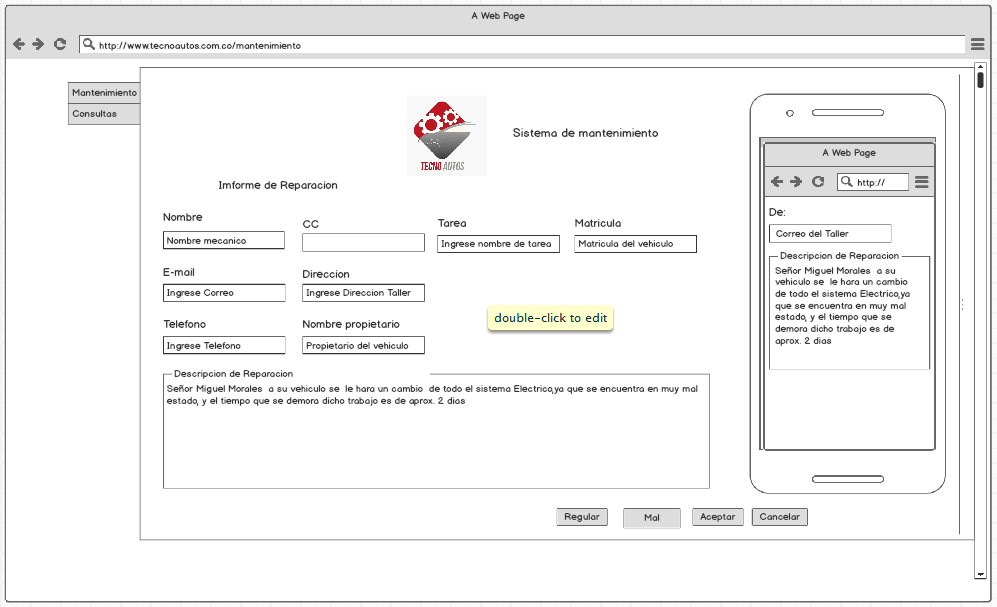 A Web Page
http://www.tecnoautos.com.co/mantenimiento
Mantenimiento
Consultas
TECNO AUTOS
Sistema de mantenimiento
Imforme de Reparacion
Nombre
CC
Tarea
Matricula
Nombre mecanico
Ingrese nombre de tarea
Matricula del vehiculo
E-mail
Direccion
Ingrese Correo
Ingrese Direccion Taller
double-click to edit
Telefono
Nombre propietario
Ingrese Telefono
Propietario del vehiculo
Descripcion de Reparacion
Señor Miguel Morales a su vehiculo se le hara un cambio de todo el sistema Electrico,ya que se encuentra en muy mal
estado, y el tiempo que se demora dicho trabajo es de aprox. 2 dias
Regular
Mal
Aceptar
Cancelar
A Web Page
http://
De:
Correo del Taller
Descripcion de Reparacion
Señor Miguel Morales a su
vehiculo se le hara un cambio
de todo el sistema Electrico,ya
que se encuentra en muy mal
estado, y el tiempo que se
demora dicho trabajo es de
aprox. 2 dias